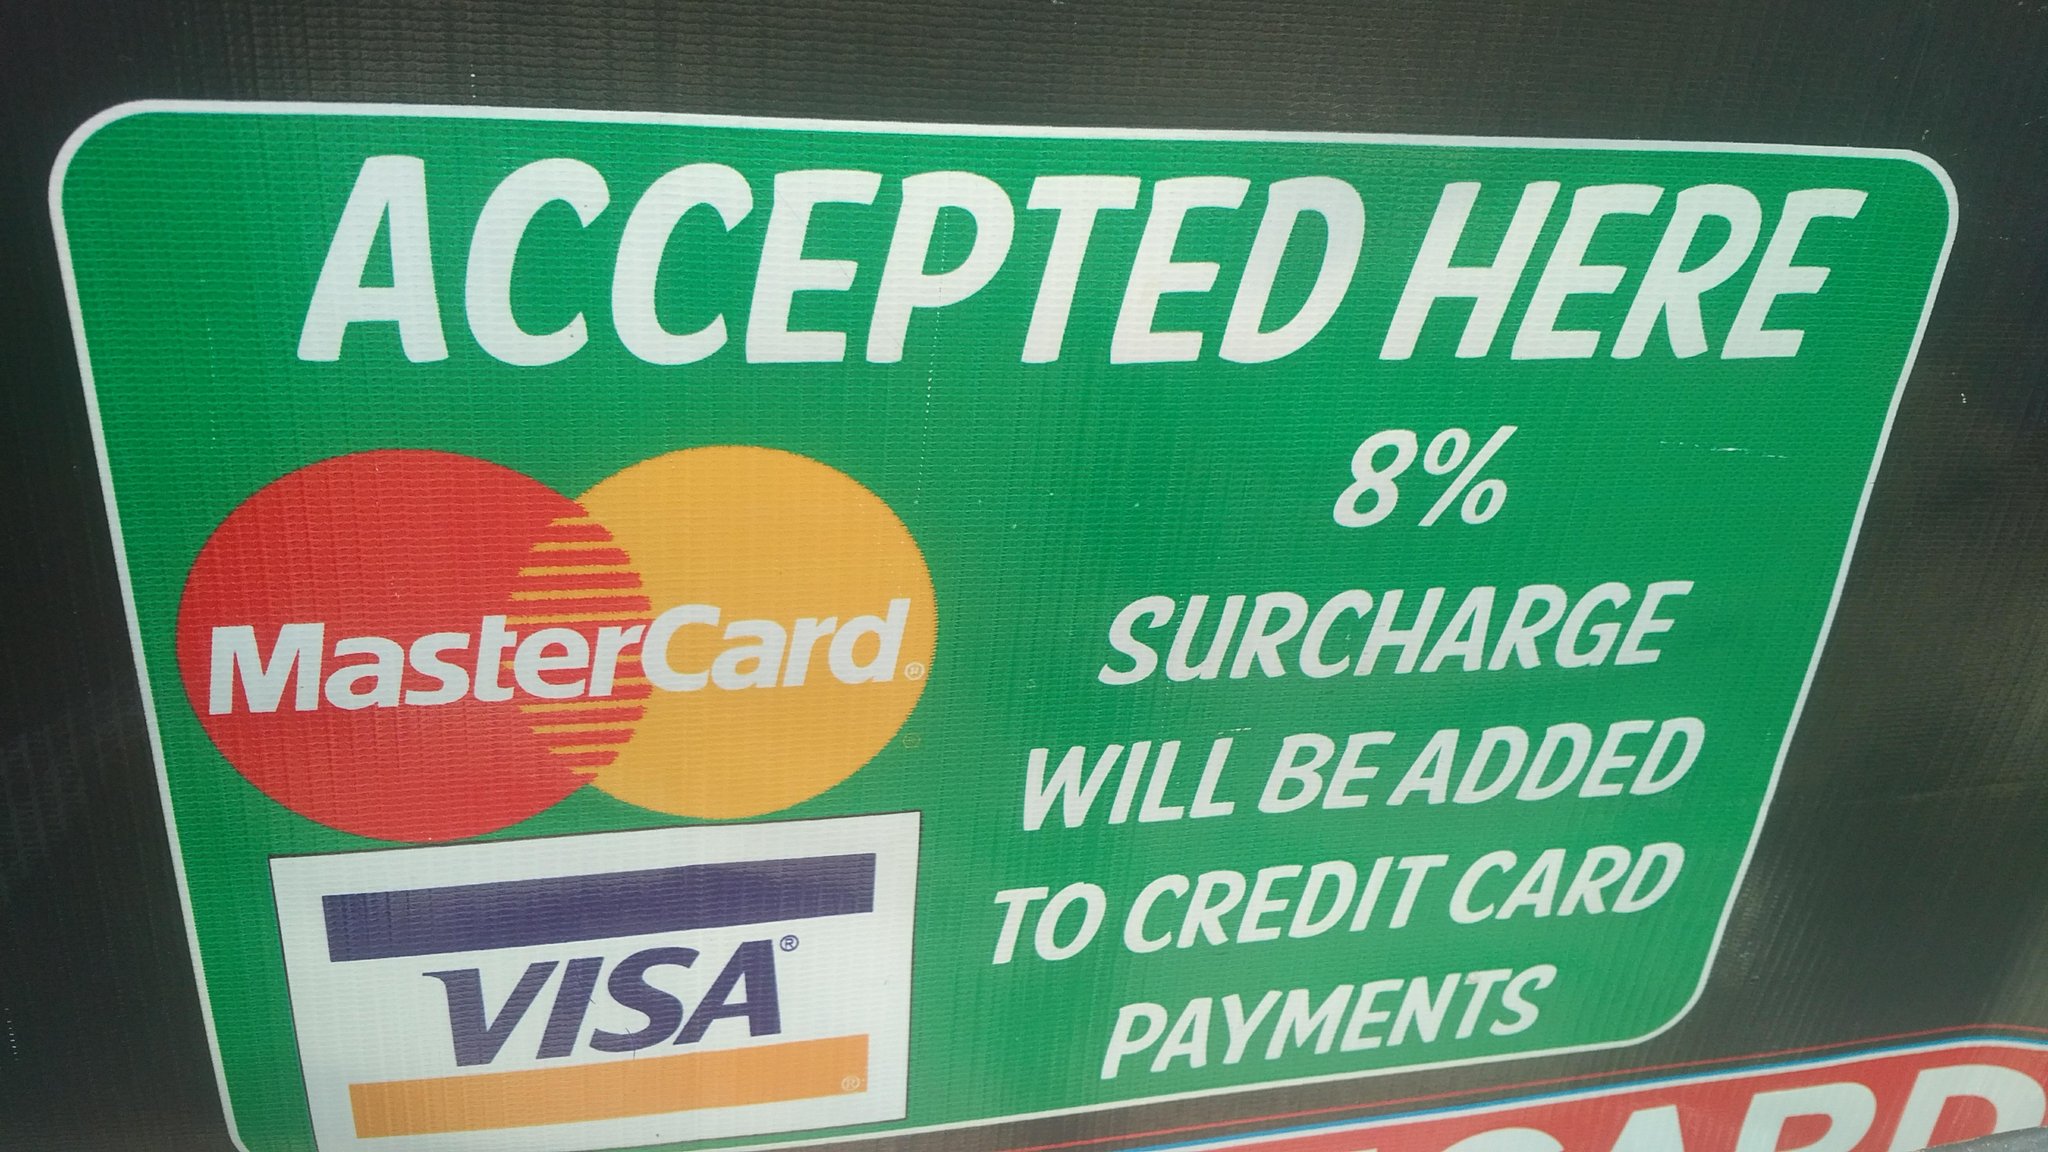 ACCEPTED HERE
MasterCard®
VISA®
®
8%
SURCHARGE
WILL BE ADDED
TO CREDIT CARD
PAYMENTS